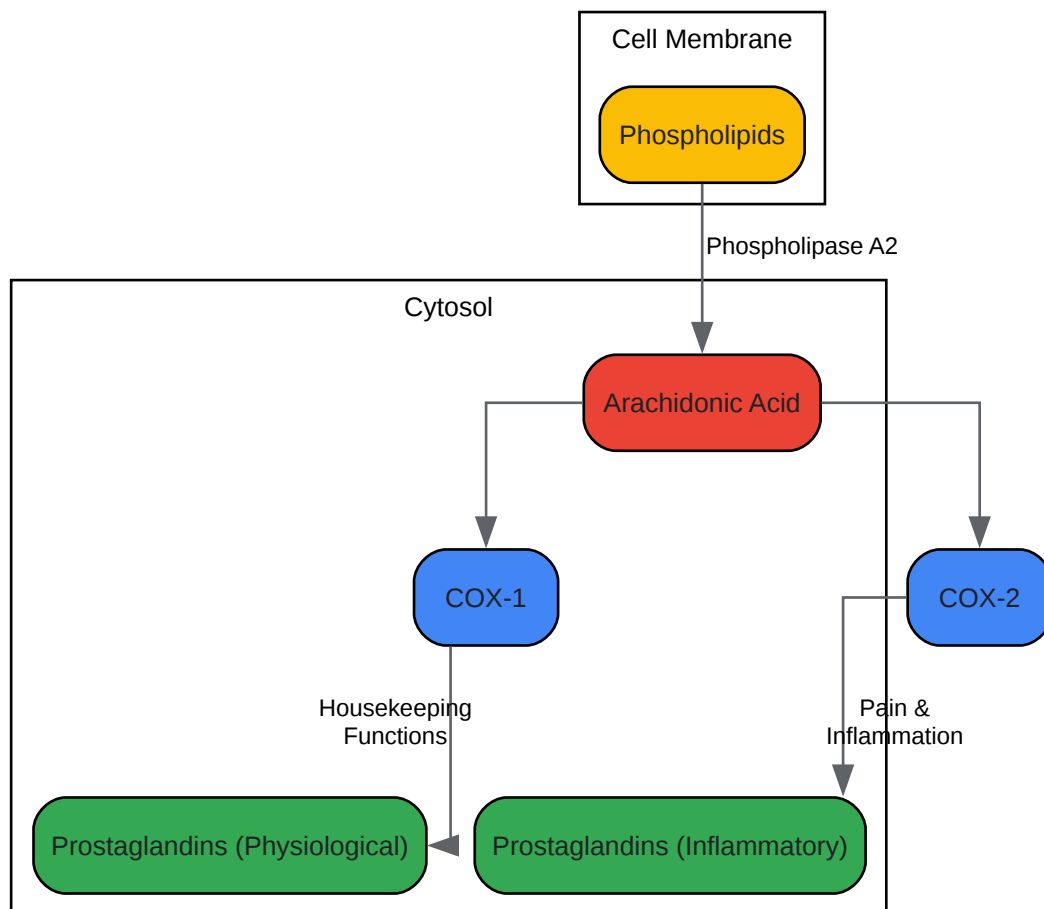 Cell Membrane
Phospholipids
Phospholipase A2
Cytosol
Arachidonic Acid
COX-1
COX-2
Housekeeping
Functions
Pain &
Inflammation
Prostaglandins (Physiological)
Prostaglandins (Inflammatory)